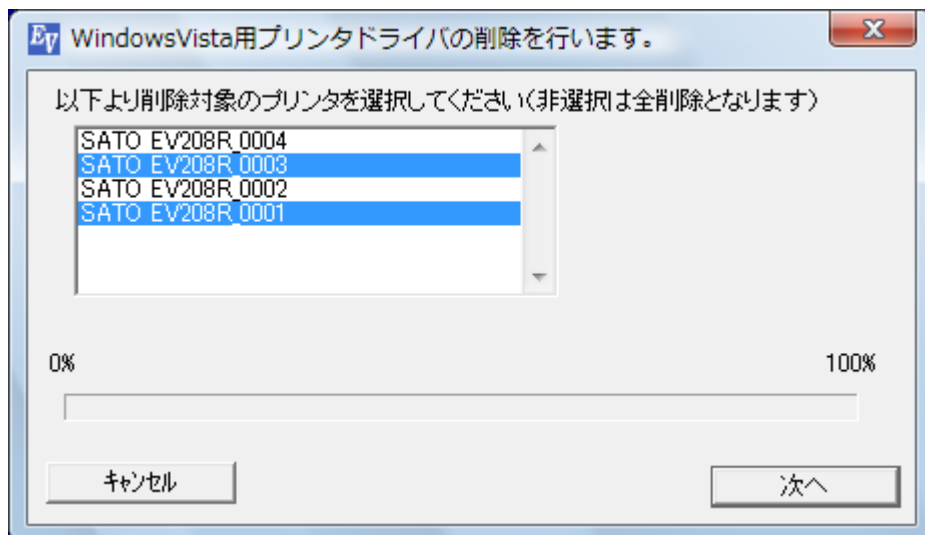 EV WindowsVista用プリンタドライバの削除を行います。
以下より削除対象のプリンタを選択してください(非選択は全削除となります)
SATO EV208R_0004
SATO EV208R_0003
SATO EV208R_0002
SATO EV208R_0001
0% 100%
キャンセル 次へ